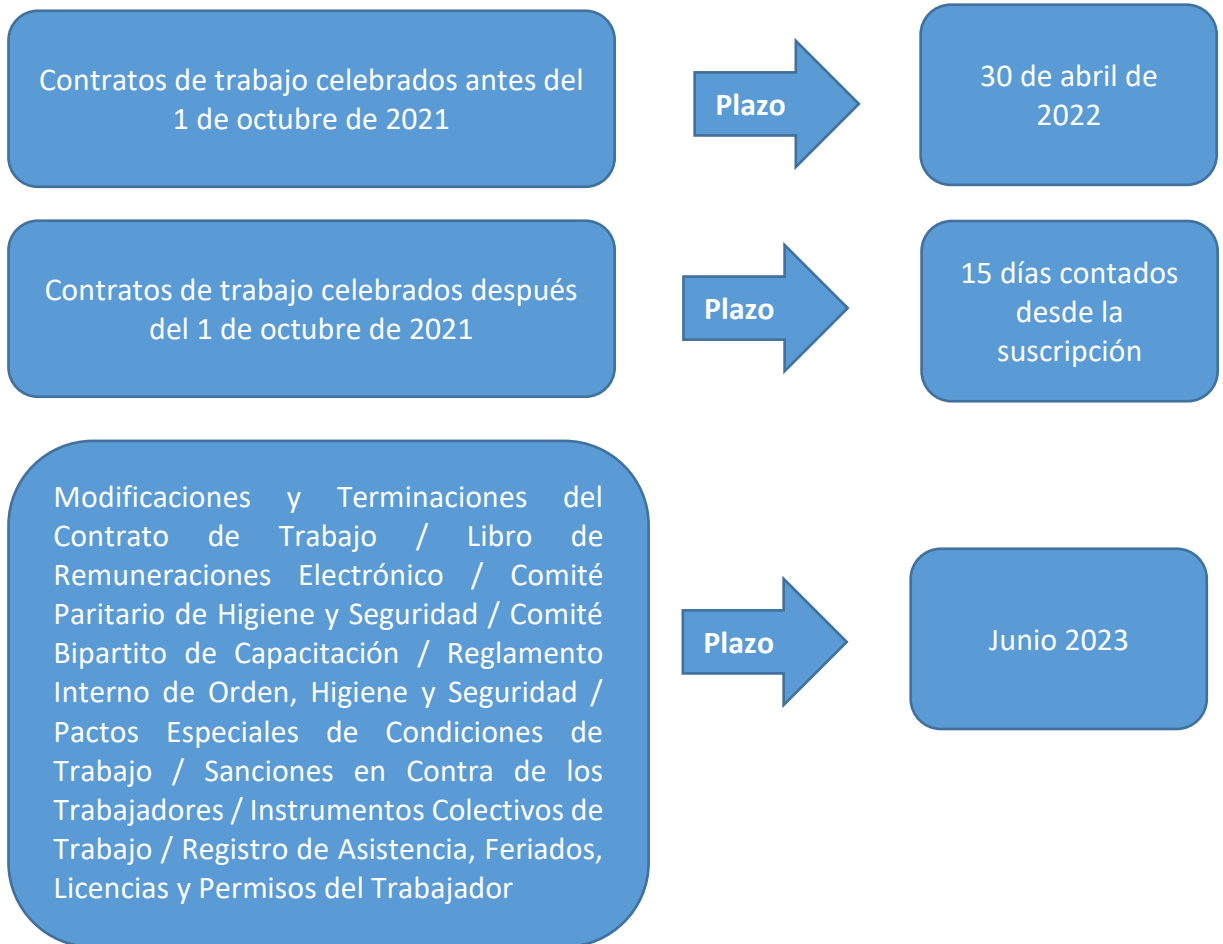 Contratos de trabajo celebrados antes del
1 de octubre de 2021
Plazo
30 de abril de
2022
Contratos de trabajo celebrados después
del 1 de octubre de 2021
Plazo
15 días contados
desde la
suscripción
Modificaciones y Terminaciones del
Contrato de Trabajo / Libro de
Remuneraciones Electrónico / Comité
Paritario de Higiene y Seguridad / Comité
Bipartito de Capacitación / Reglamento
Interno de Orden, Higiene y Seguridad /
Pactos Especiales de Condiciones de
Trabajo / Sanciones en Contra de los
Trabajadores / Instrumentos Colectivos de
Trabajo / Registro de Asistencia, Feriados,
Licencias y Permisos del Trabajador
Plazo
Junio 2023